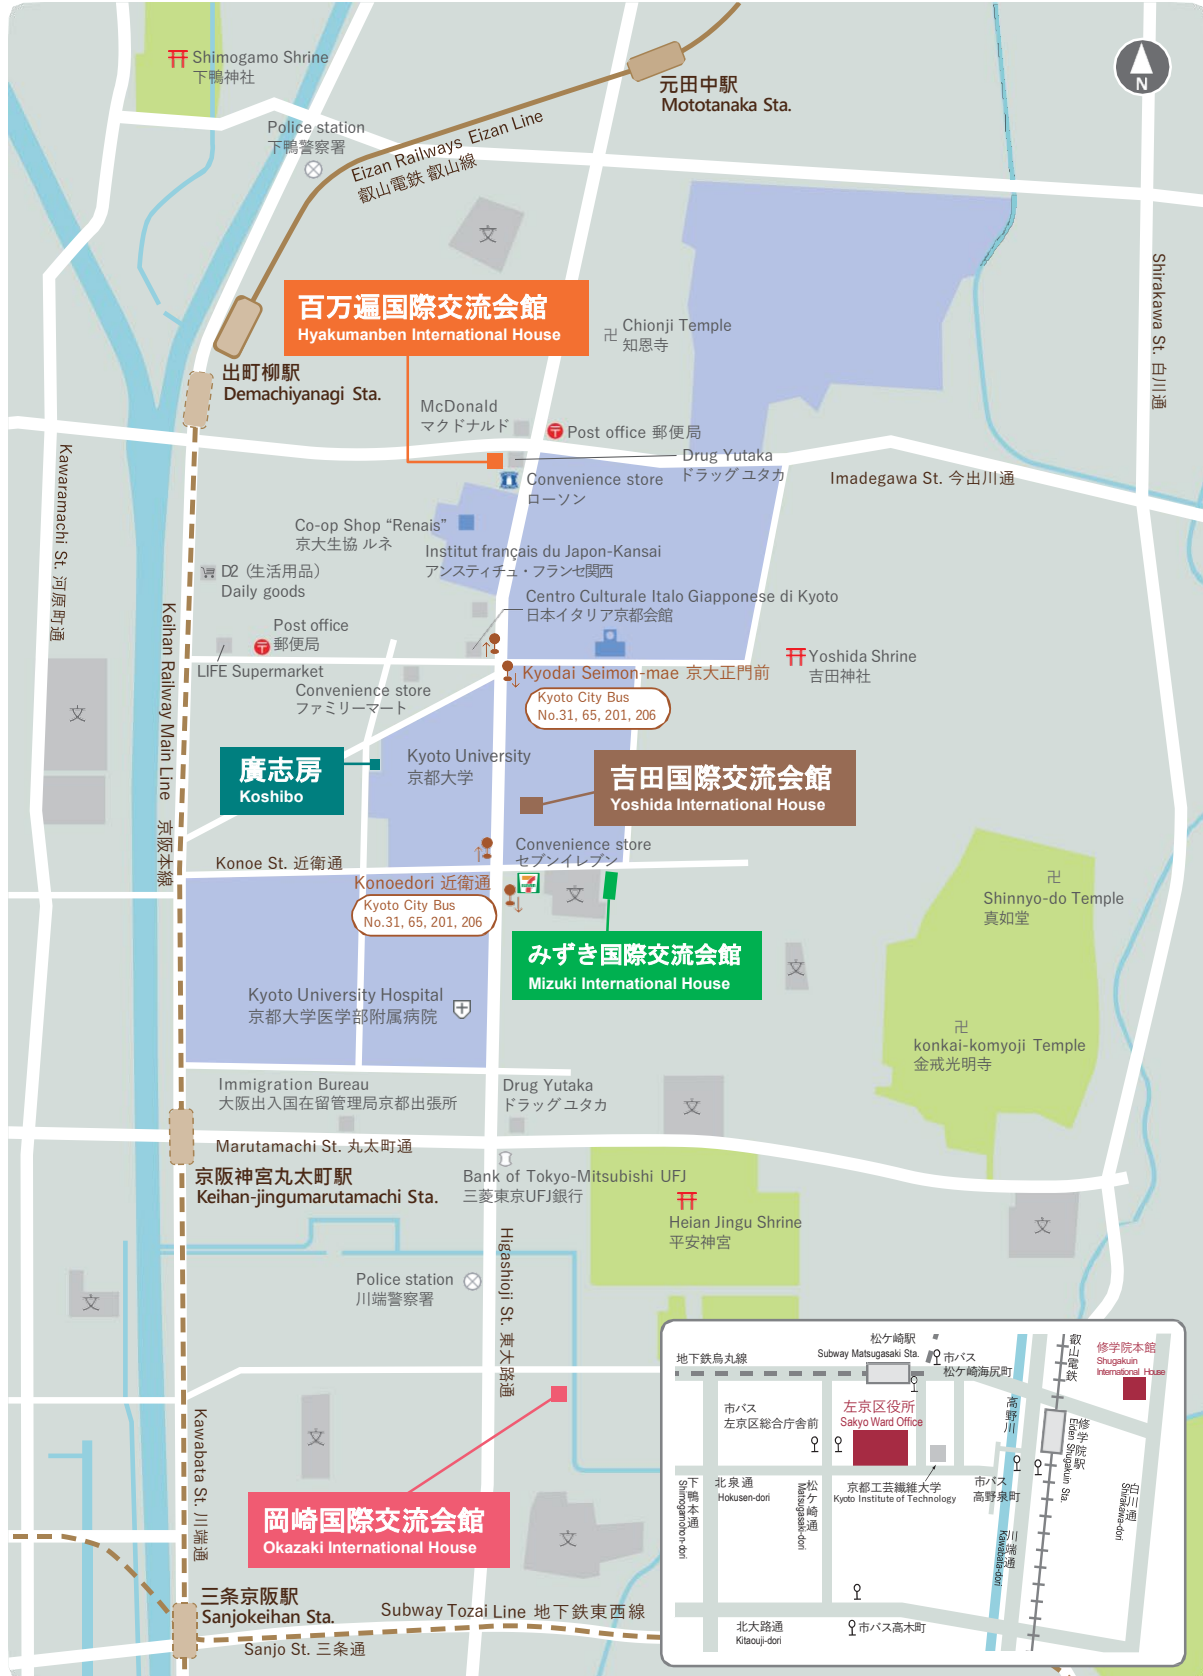 Shimogamo Shrine
下鴨神社
元田中駅
Mototanaka Sta.
N
Police station
下鴨警察署
Eizan Railways Eizan Line
叡山電鉄 叡山線
文
Shirakawa St. 白川通
百万遍国際交流会館
Hyakumanben International House
卍 Chionji Temple
知恩寺
出町柳駅
Demachiyanagi Sta.
McDonald
マクドナルド
Post office 郵便局
Drug Yutaka
ドラッグ ユタカ
Imadegawa St. 今出川通
Kawaramachi St. 河原町通
Convenience store
ローソン
Co-op Shop “Renais”
京大生協 ルネ
Institut français du Japon-Kansai
アンスティチュ・フランセ関西
D2（生活用品）
Daily goods
Centro Culturale Italo Giapponese di Kyoto
日本イタリア京都会館
Keihan Railway Main Line 京阪本線
Post office
郵便局
LIFE Supermarket
Yoshida Shrine
吉田神社
Kyodai Seimon-mae 京大正門前
Kyoto City Bus
No.31, 65, 201, 206
Convenience store
ファミリーマート
文
Kyoto University
京都大学
廣志房
Koshibo
吉田国際交流会館
Yoshida International House
Convenience store
セブンイレブン
7
Konoe St. 近衛通
Konoedori 近衛通
Kyoto City Bus
No.31, 65, 201, 206
文
卍
Shinnyo-do Temple
真如堂
みずき国際交流会館
Mizuki International House
文
Kyoto University Hospital
京都大学医学部附属病院
卍
konkai-komyoji Temple
金戒光明寺
Immigration Bureau
大阪出入国在留管理局京都出張所
Drug Yutaka
ドラッグ ユタカ
文
Marutamachi St. 丸太町通
京阪神宮丸太町駅
Keihan-jingumarutamachi Sta.
Bank of Tokyo-Mitsubishi UFJ
三菱東京UFJ銀行
Heian Jingu Shrine
平安神宮
文
Higashioji St. 東大路通
Police station
川端警察署
文
文
Kawabata St. 川端通
岡崎国際交流会館
Okazaki International House
文
三条京阪駅
Sanjokeihan Sta.
Subway Tozai Line 地下鉄東西線
Sanjo St. 三条通
松ケ崎駅
Subway Matsugasaki Sta.
地下鉄烏丸線
市バス
松ケ崎海尻町
叡山電鉄
修学院本館
Shugakuin
International House
市バス
左京区総合庁舎前
左京区役所
Sakyo Ward Office
高野川
修学院駅
Eiden Shugakuin Sta.
下鴨本通
Shimogamohon-dori
北泉通
Hokusen-dori
松ケ崎通
Matsugasaki-dori
京都工芸繊維大学
Kyoto Institute of Technology
市バス
高野泉町
川端通
Kawabata-dori
白川通
Shirakawa-dori
北大路通
Kitaouji-dori
市バス高木町